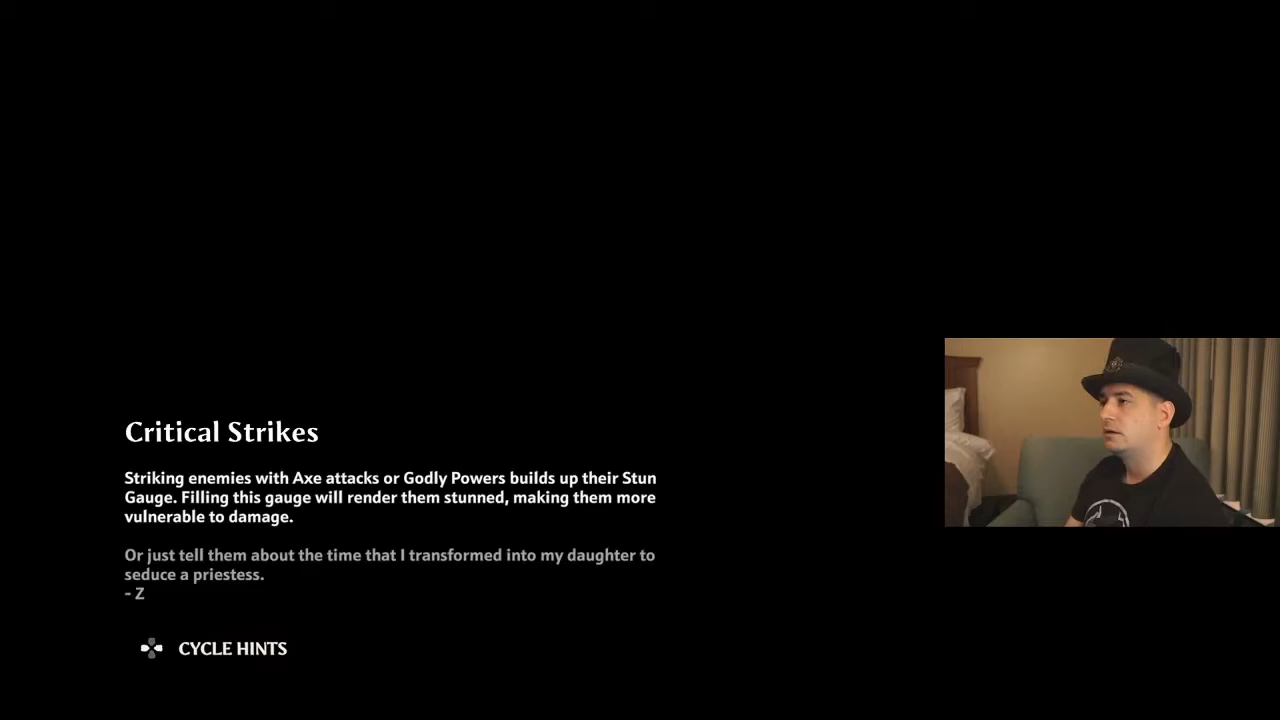 Critical Strikes
Striking enemies with Axe attacks or Godly Powers builds up their Stun
Gauge. Filling this gauge will render them stunned, making them more
vulnerable to damage.
Or just tell them about the time that I transformed into my daughter to
seduce a priestess.
- Z
CYCLE HINTS